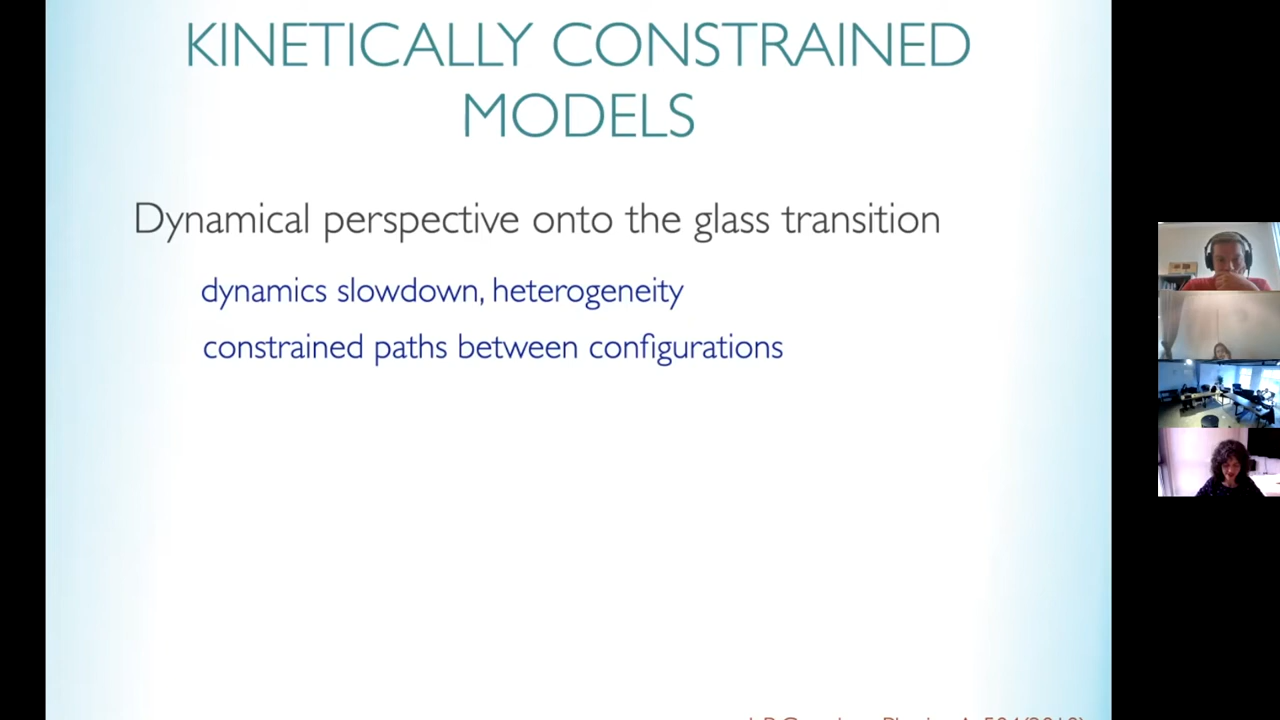 KINETICALLY CONSTRAINED
MODELS
Dynamical perspective onto the glass transition
dynamics slowdown, heterogeneity
constrained paths between configurations